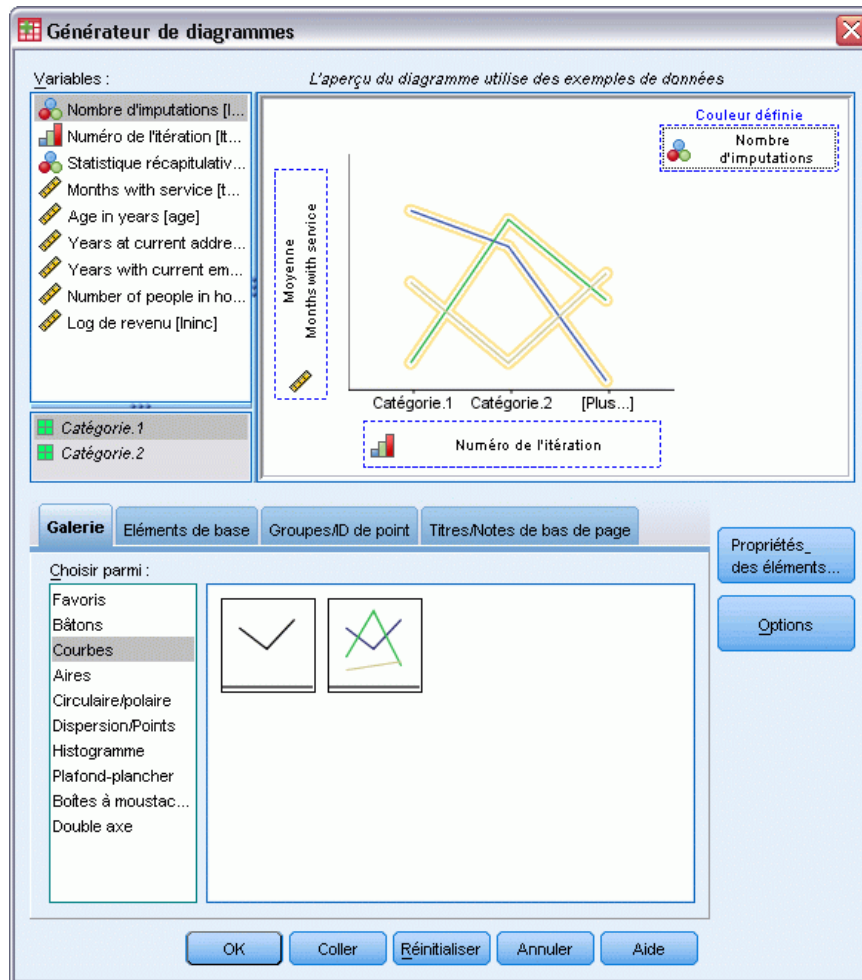 Générateur de diagrammes
Variables :
L'aperçu du diagramme utilise des exemples de données
Nombre d'imputations [I...
Numéro de l'itération [It...
Statistique récapitulativ...
Months with service [t...
Age in years [age]
Years at current addre...
Years with current em...
Number of people in ho...
Log de revenu [lninc]
Catégorie.1
Catégorie.2
Couleur définie
Nombre
d'imputations
Moyenne
Months with service
Catégorie.1 Catégorie.2 [Plus...]
Numéro de l'itération
Galerie Eléments de base Groupes/ID de point Titres/Notes de bas de page
Choisir parmi :
Favoris
Bâtons
Courbes
Aires
Circulaire/polaire
Dispersion/Points
Histogramme
Plafond-plancher
Boîtes à moustac...
Double axe
Propriétés_
des éléments...
Options
OK Coller Réinitialiser Annuler Aide